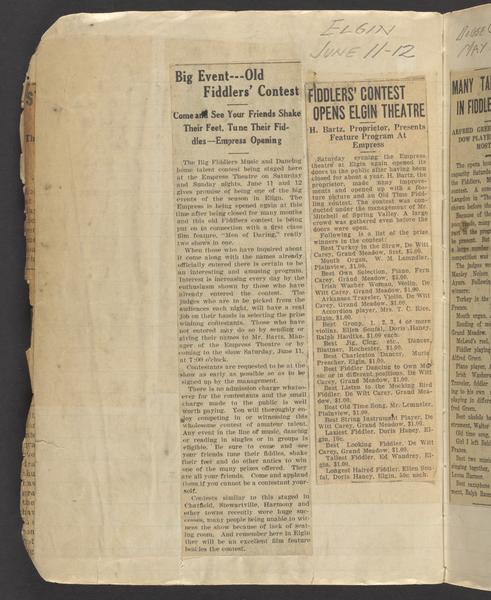 ELGIN
JUNE 11-12
Big Event---Old
Fiddlers' Contest
Come and See Your Friends Shake
Their Feet, Tune Their Fid-
dles—Empress Opening
The Big Fiddlers Music and Dancing
home talent contest being staged here
at the Empress Theatre on Saturday
and Sunday nights, June 11 and 12
gives promise of being one of the big
events of the season in Elgin. The
Empress is being opened again at this
time after being closed for many months
and this old Fiddlers contest is being
put on in connection with a first class
film feature, "Men of Daring," really
two shows in one.
When those who have inquired about
it come along with the names already
officially entered there is certain to be
an interesting and amusing program.
Interest is increasing every day by the
enthusiasm shown by those who have
already entered the contest. The
judges who are to be picked from the
audiences each night, will have a real
job on their hands in selecting the prize
winning contestants. Those who have
not entered may do so by sending or
giving their names to Mr. Bartz, Man-
ager of the Empress Theatre or by
coming to the show Saturday, June 11,
at 7:00 o'clock.
Contestants are requested to be at the
show as early as possible so as to be
signed up by the management.
There is no admission charge whatso-
ever for the contestants and the small
charge made to the public is well
worth paying. You will thoroughly en-
joy competing in or witnessing this
wholesome contest of amateur talent.
Any event in the line of music, dancing
or reading in singles or in groups is
eligible. Be sure to come and see
your friends tune their fiddles, shake
their feet and do other antics to win
one of the many prizes offered. They
are all your friends. Come and applaud
them if you cannot be a contestant your-
self.
Contests similar to this staged in
Chatfield, Stewartville, Harmony and
other towns recently were huge suc-
cesses, many people being unable to wit-
ness the show because of lack of seat-
ing room. And remember here in Elgin
ther will be an excellent film feature
besides the contest.
FIDDLERS' CONTEST
OPENS ELGIN THEATRE
H. Bartz, Proprietor, Presents
Feature Program At
Empress
Saturday evening the Empress
theatre at Elgin again opened the
doors to the public after having been
closed for about a year. H. Bartz, the
proprietor, made many improve-
ments and opened up with a fea-
ture picture and an Old Time Fidd-
ling contest. The contest was con-
ducted under the management of Mr.
Mitchell of Spring Valley. A large
crowd was gathered even before the
doors were open.
Following is a list of the prize
winners in the contest:
Best Turkey in the Straw, De Witt
Carey, Grand Meadow, first, $5.00.
Mouth Organ, W. M. Lumdler,
Plainview, $1.00.
Best Own Selection, Piano, Fern
Carey, Grand Meadow, $1.00.
Irish Washer Woman, Violin, De
Witt Carey, Grand Meadow, $1.00.
Arkansas Traveler, Violin, De Witt
Carey, Grand Meadow, $1.00.
Accordion player, Mrs. T. C. Rice,
Elgin, $1.00.
Best Group, 1, 2, 3, 4 or more
violins, Ellen Senful, Doris Haney,
Ralph Hardtke, $1.00 each.
Best Jig, Clog, etc., Dancer,
Blattner, Rochester, $1.00.
Best Charleston Dancer, Marie
Prescher, Elgin, $1.00.
Best Fiddler Dancing to Own Mu-
sic or in different positions, De Witt
Carey, Grand Meadow, $1.00.
Best Listen to the Mocking Bird
Fiddler, De Witt Carey, Grand Mea-
dow, $1.00.
Best Old Time Song, Mr. Lemnster,
Plainview, $1.00.
Best String Instrument Player, De
Witt Carey, Grand Meadow, $1.00.
Laziest Fiddler, Doris Haney, El-
gin, 10c.
Best Looking Fiddler, De Witt
Carey, Grand Meadow, $1.00.
Tallest Fiddler, Ed Wandrey, El-
gin, $1.00.
Longest Haired Fiddler, Ellen Sen-
ful, Doris Haney, Elgin, 50c each.
MAY
MANY TA
IN FIDDLE